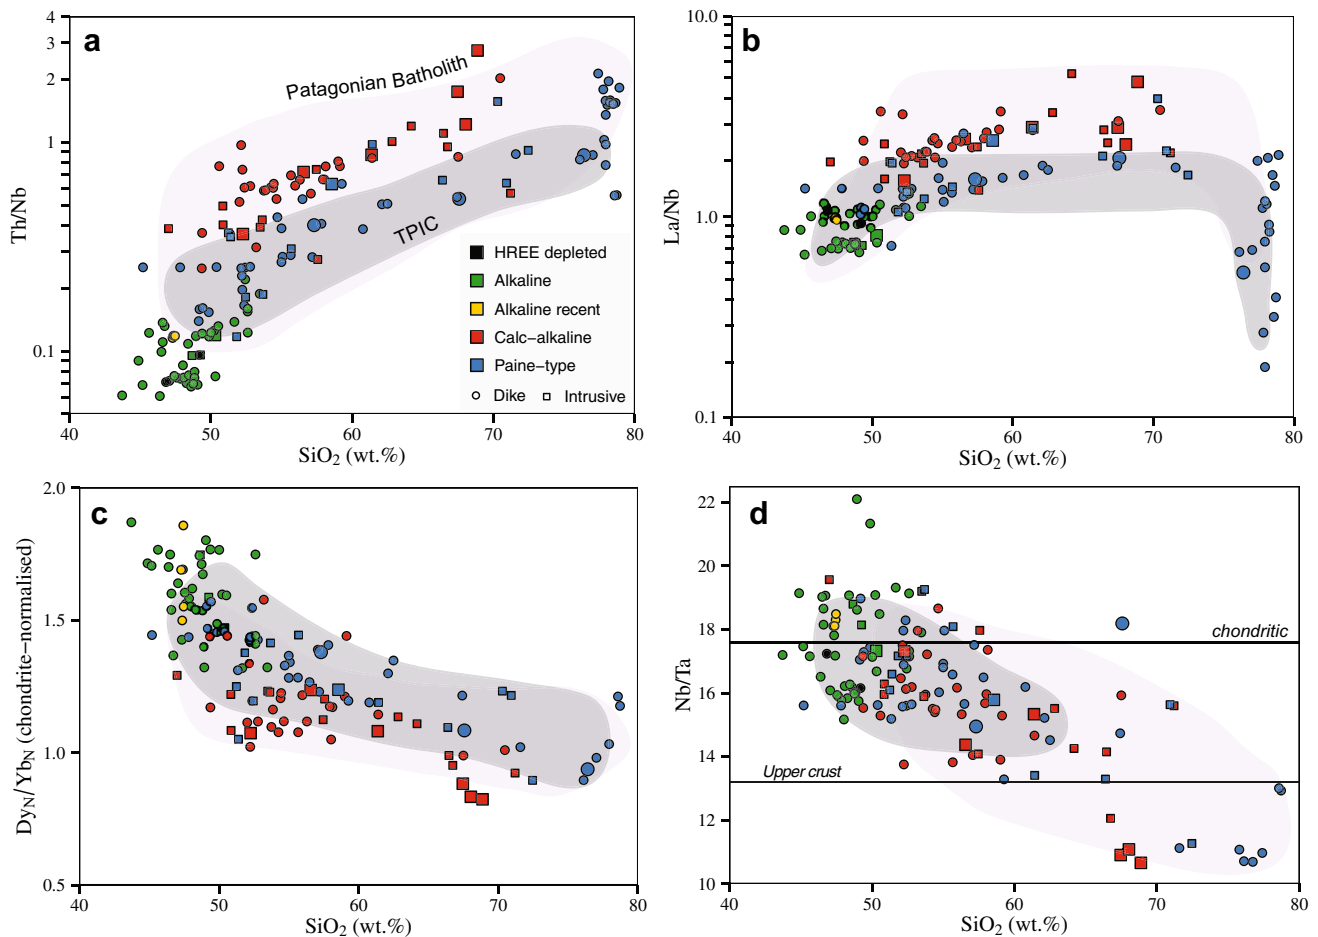 a
4
3
2
1
0.1
Th/Nb
Patagonian Batholith
TPIC
HREE depleted
Alkaline
Alkaline recent
Calc-alkaline
Paine-type
Dike Intrusive
40 50 60 70 80
SiO2 (wt.%)
b
10.0
1.0
0.1
La/Nb
40 50 60 70 80
SiO2 (wt.%)
c
2.0
1.5
1.0
0.5
DyN/YbN (chondrite-normalised)
40 50 60 70 80
SiO2 (wt.%)
d
22
20
18
16
14
12
10
Nb/Ta
chondritic
Upper crust
40 50 60 70 80
SiO2 (wt.%)